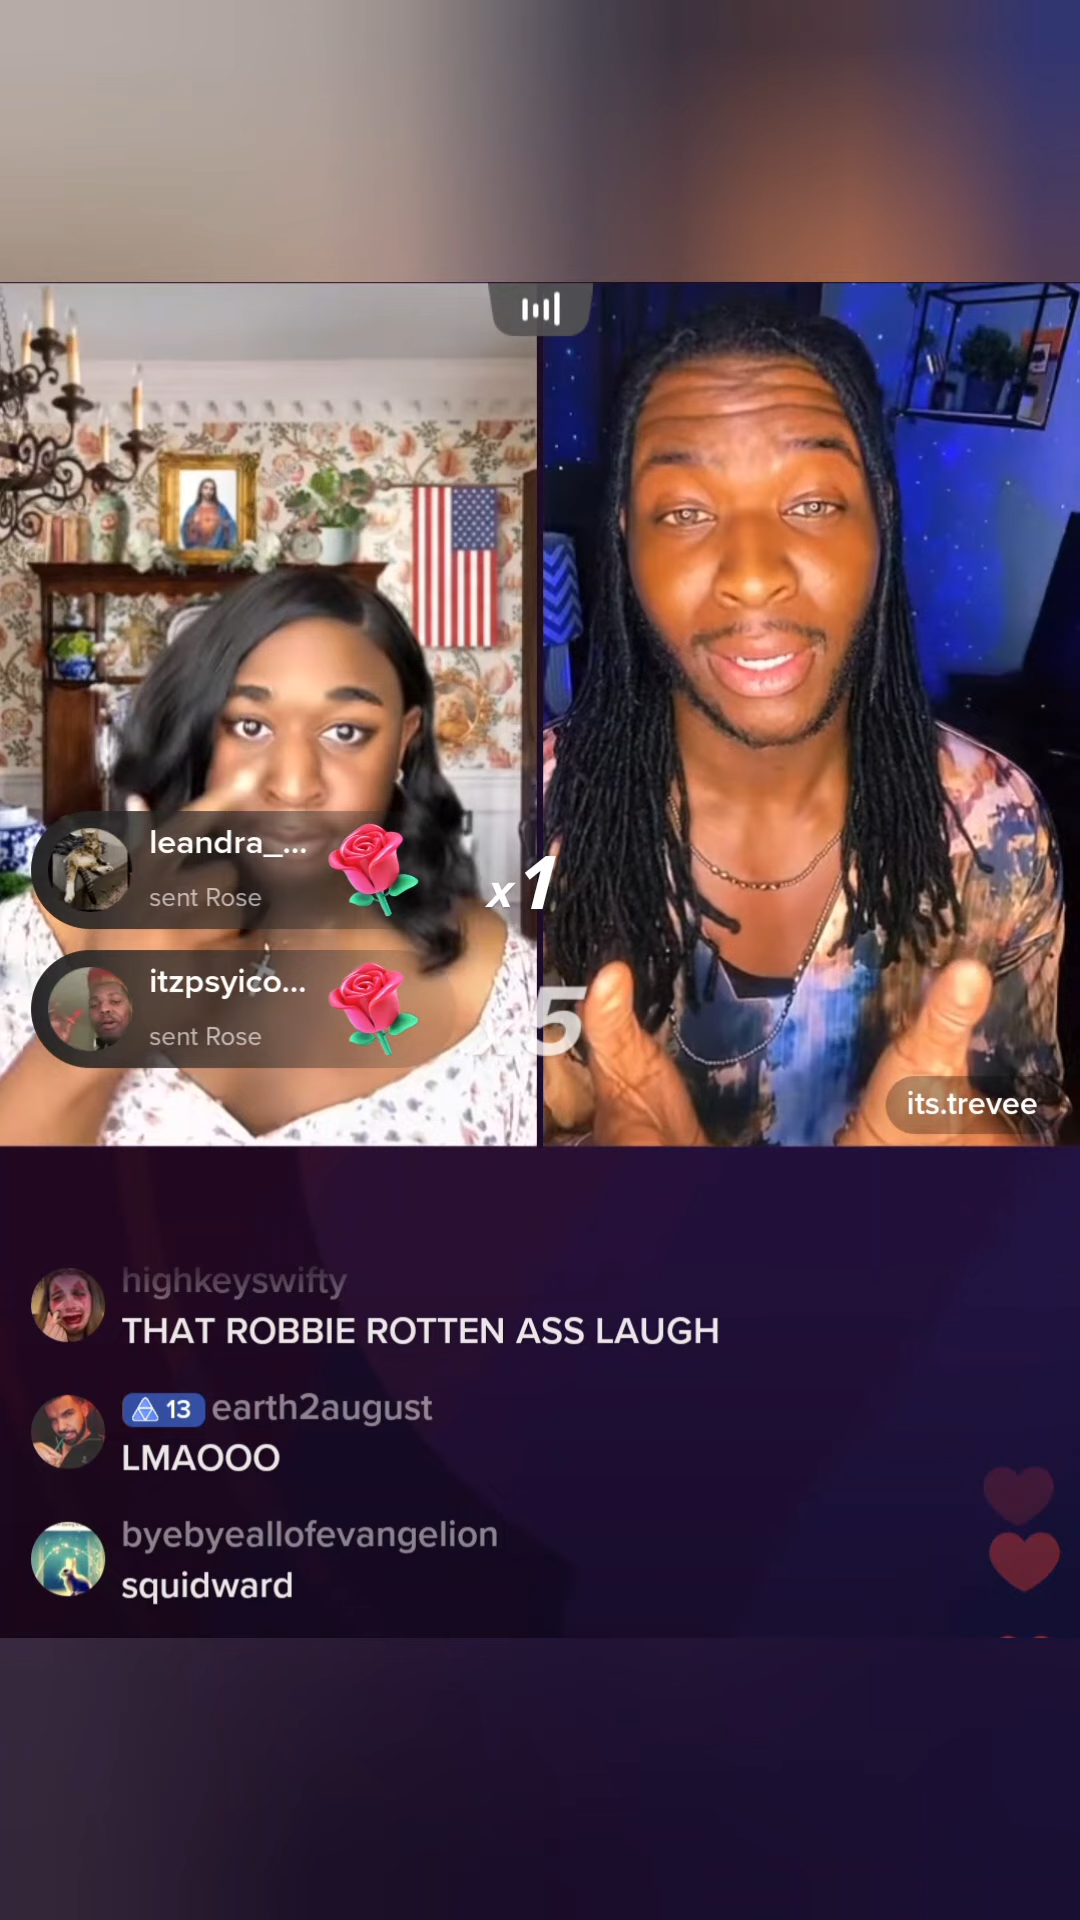 leandra_...
sent Rose
x1
itzpsyico...
sent Rose
5
its.trevee
highkeyswifty
THAT ROBBIE ROTTEN ASS LAUGH
13 earth2august
LMAOOO
byebyeallofevangelion
squidward